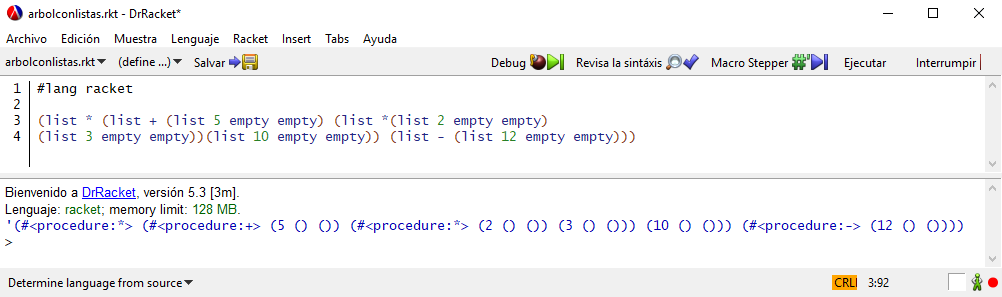 arbolconlistas.rkt - DrRacket*
Archivo Edición Muestra Lenguaje Racket Insert Tabs Ayuda
arbolconlistas.rkt (define ...) Salvar Debug Revisa la sintáxis Macro Stepper Ejecutar Interrumpir
1 #lang racket
2
3 (list * (list + (list 5 empty empty) (list *(list 2 empty empty)
4 (list 3 empty empty))(list 10 empty empty)) (list - (list 12 empty empty)))
Bienvenido a DrRacket, versión 5.3 [3m].
Lenguaje: racket; memory limit: 128 MB.
'(#<procedure:*> (#<procedure:+> (5 () ()) (#<procedure:*> (2 () ()) (3 () ())) (10 () ())) (#<procedure:-> (12 () ())))
>
Determine language from source CRLF 3:92